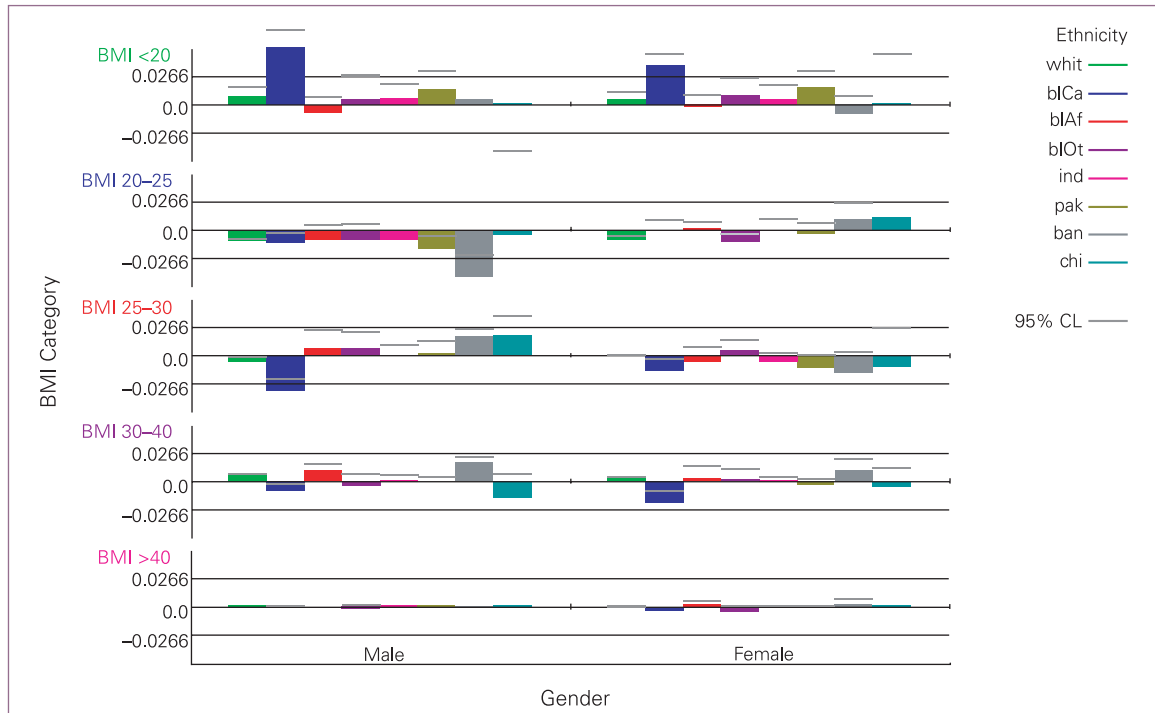 BMI <20
0.0266
0.0
−0.0266
BMI 20–25
0.0266
0.0
−0.0266
BMI 25–30
0.0266
0.0
−0.0266
BMI 30–40
0.0266
0.0
−0.0266
BMI >40
0.0266
0.0
−0.0266
BMI Category
Male Female
Gender
Ethnicity
whit
blCa
blAf
blOt
ind
pak
ban
chi
95% CL